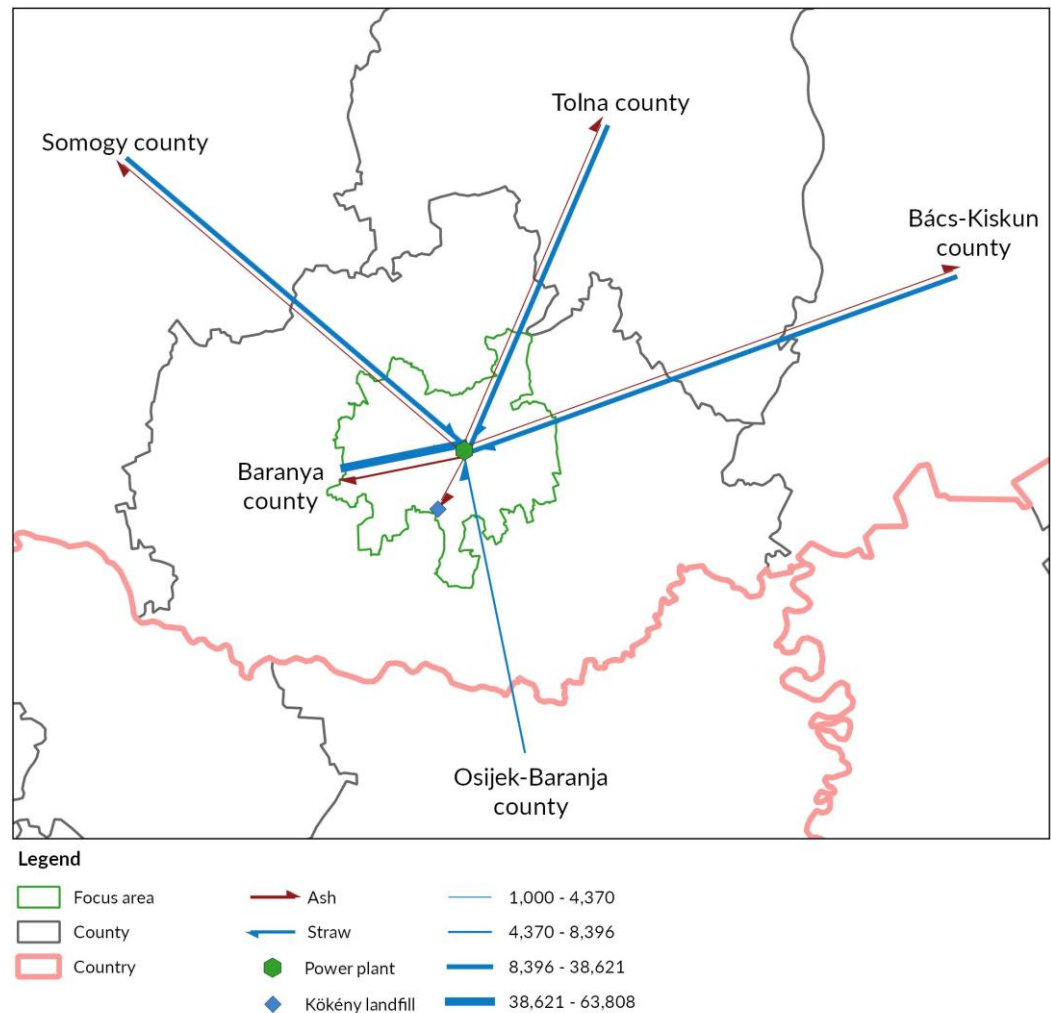 Tolna county
Somogy county
Bács-Kiskun
county
Baranya
county
Osijek-Baranja
county
Legend
Focus area
County
Country
Ash
Straw
Power plant
Kökény landfill
1,000 - 4,370
4,370 - 8,396
8,396 - 38,621
38,621 - 63,808